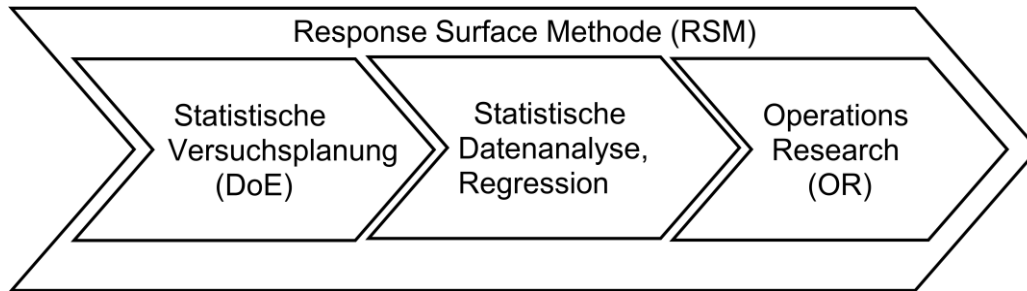 Response Surface Methode (RSM)
Statistische
Versuchsplanung
(DoE)
Statistische
Datenanalyse,
Regression
Operations
Research
(OR)